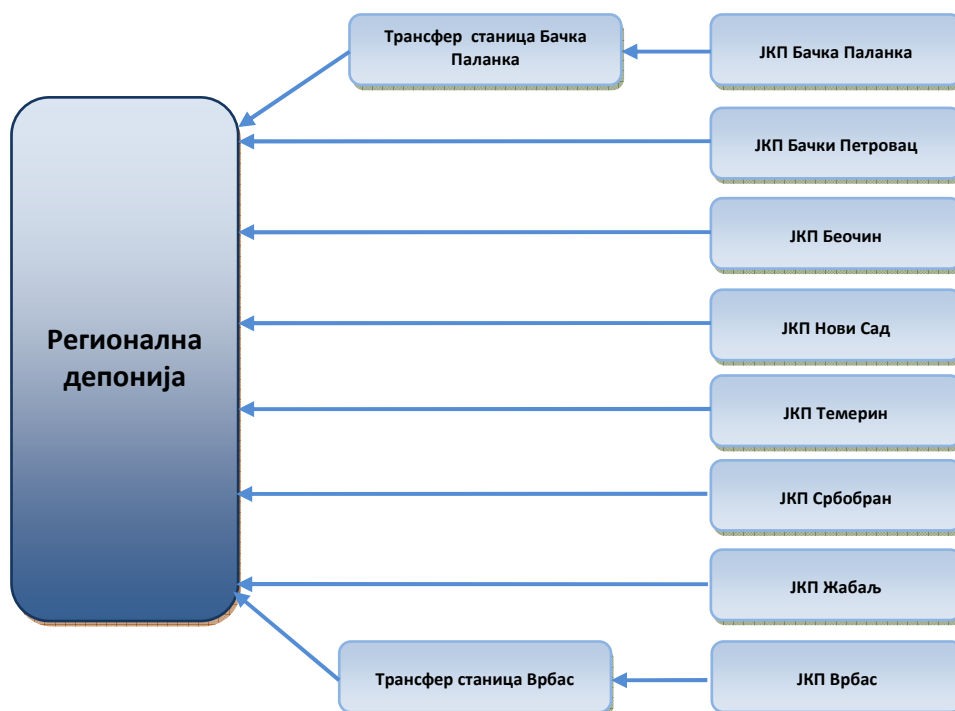 Трансфер станица Бачка
Паланка
ЈКП Бачка Паланка
ЈКП Бачки Петровац
ЈКП Беочин
ЈКП Нови Сад
Регионална
депонија
ЈКП Темерин
ЈКП Србобран
ЈКП Жабаљ
Трансфер станица Врбас
ЈКП Врбас